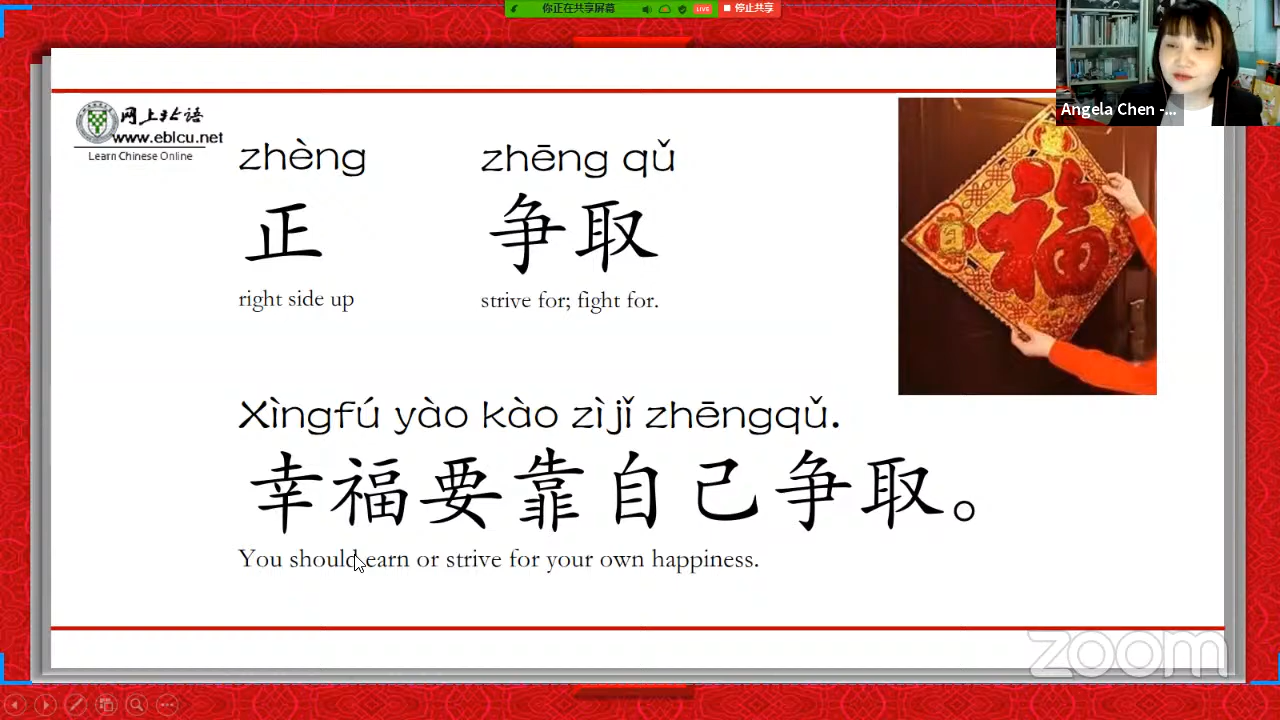 你正在共享屏幕 LIVE 停止共享
Angela Chen -...
网上北语
www.eblcu.net
Learn Chinese Online
zhèng
正
right side up
zhēng qǔ
争取
strive for; fight for.
福
Xìngfú yào kào zìjǐ zhēngqǔ.
幸福要靠自己争取。
You should earn or strive for your own happiness.
zoom